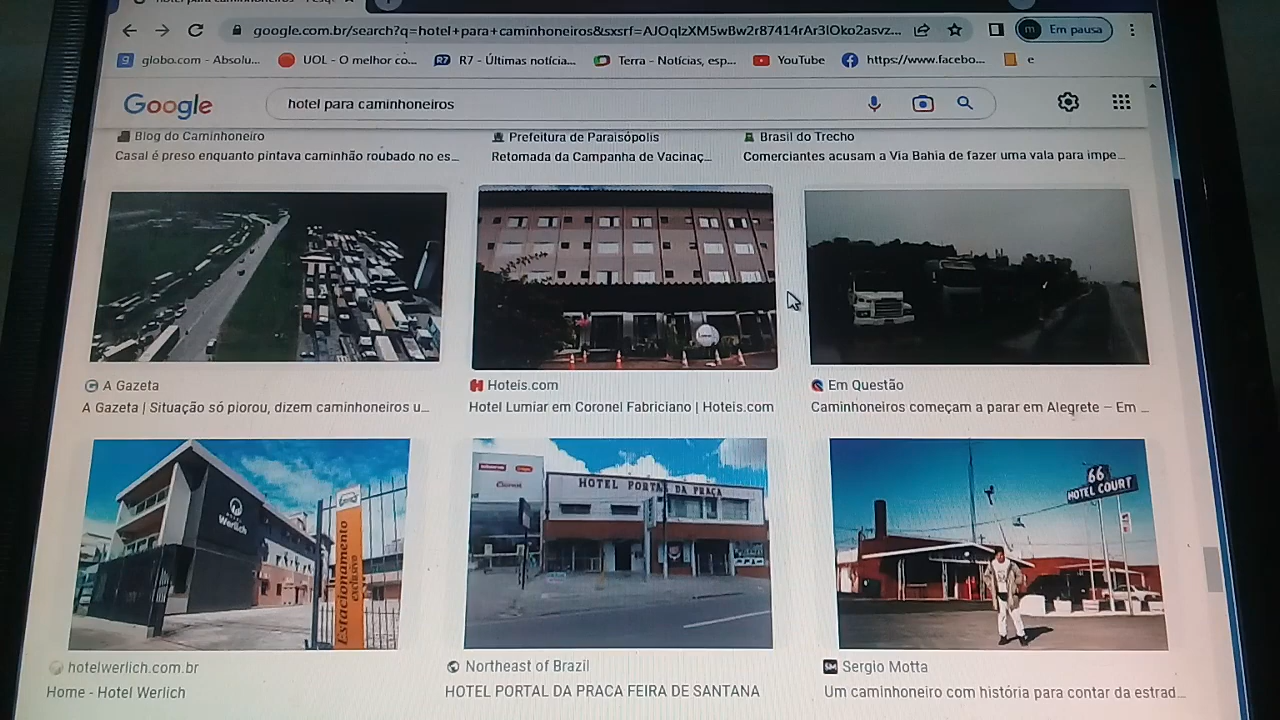 google.com.br/search?q=hotel+para+caminhoneiros&sxsrf=
Em pausa
globo.com - Absolu...
UOL - O melhor co...
R7 - Últimas notícia...
Terra - Notícias, esp...
YouTube
https://www.facebo...
e
Google
hotel para caminhoneiros
Blog do Caminhoneiro
Prefeitura de Paraisópolis
Brasil do Trecho
Casal é preso enquanto pintava caminhão roubado no es...
etomada da Campanha de Vacinaç...
Comerciantes acusam a Via Bahia de fazer uma vala para impe...
A Gazeta
Hoteis.com
Em Questão
A Gazeta | Situação só piorou, dizem caminhoneiros u...
Hotel Lumiar em Coronel Fabriciano | Hoteis.com
Caminhoneiros começam a parar em Alegrete – Em ...
Werlich
Estacionamento
exclusivo
HOTEL PORTAL DA PRAÇA
66
HOTEL COURT
hotelwerlich.com.br
Northeast of Brazil
SM Sergio Motta
Home - Hotel Werlich
HOTEL PORTAL DA PRACA FEIRA DE SANTANA
Um caminhoneiro com história para contar da estrad...